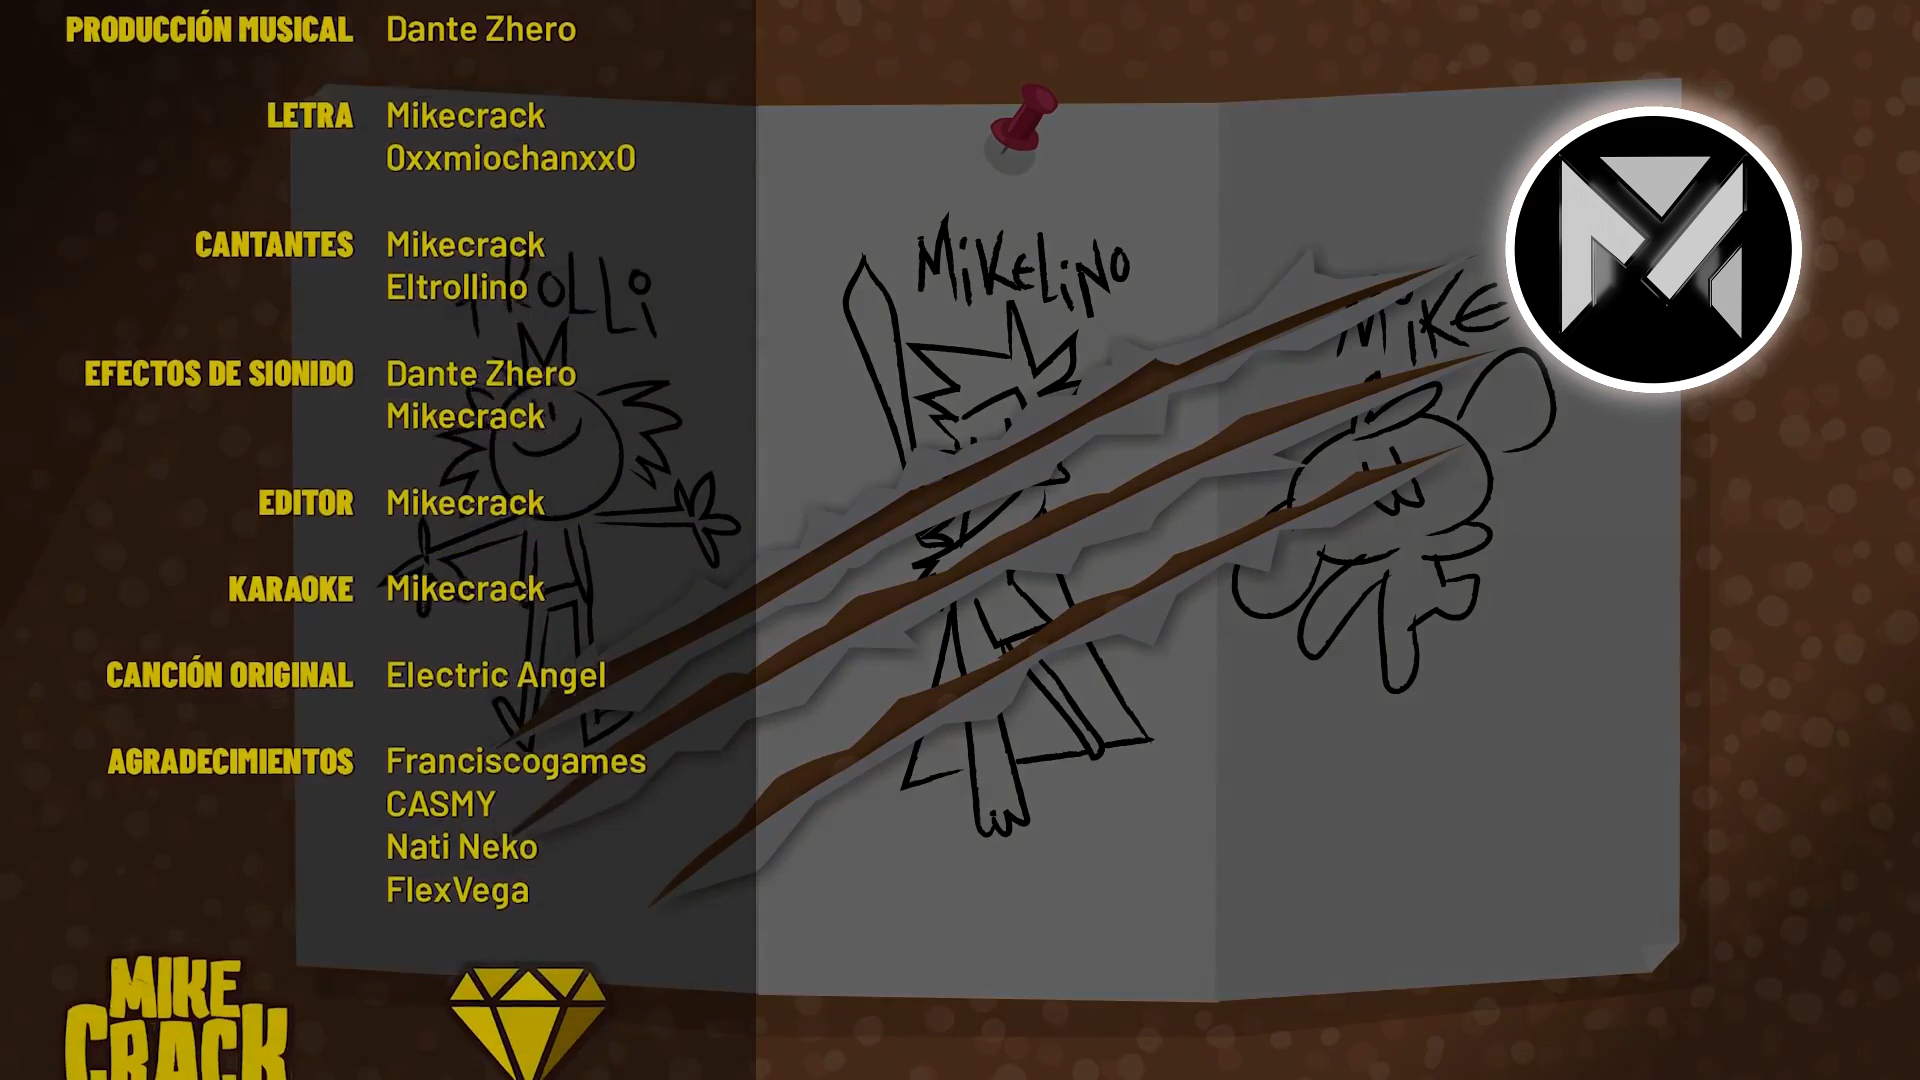 PRODUCCIÓN MUSICAL Dante Zhero
LETRA Mikecrack
0xxmiochanxx0
CANTANTES Mikecrack
Eltrollino
EFECTOS DE SIONIDO Dante Zhero
Mikecrack
EDITOR Mikecrack
KARAOKE Mikecrack
CANCIÓN ORIGINAL Electric Angel
AGRADECIMIENTOS Franciscogames
CASMY
Nati Neko
FlexVega
MIKE
CRACK
TROLLi
MiKELiNO
MiKE
M